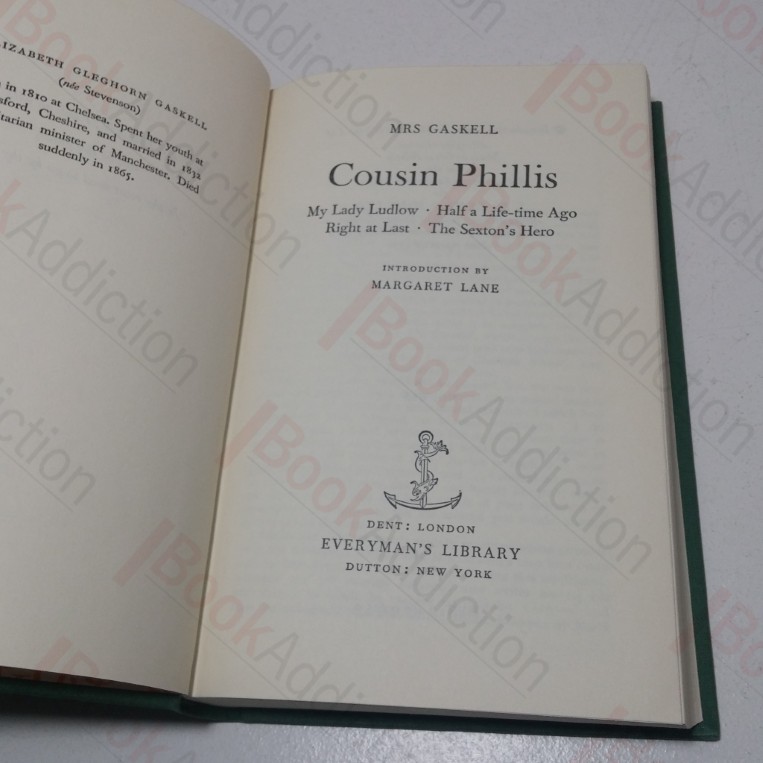 ELIZABETH GLEGHORN GASKELL
(née Stevenson)
in 1810 at Chelsea. Spent her youth at
Cheshire, and married in 1832
minister of Manchester. Died
suddenly in 1865.
MRS GASKELL
Cousin Phillis
My Lady Ludlow · Half a Life-time Ago
Right at Last · The Sexton's Hero
INTRODUCTION BY
MARGARET LANE
DENT: LONDON
EVERYMAN'S LIBRARY
DUTTON: NEW YORK
BookAddiction